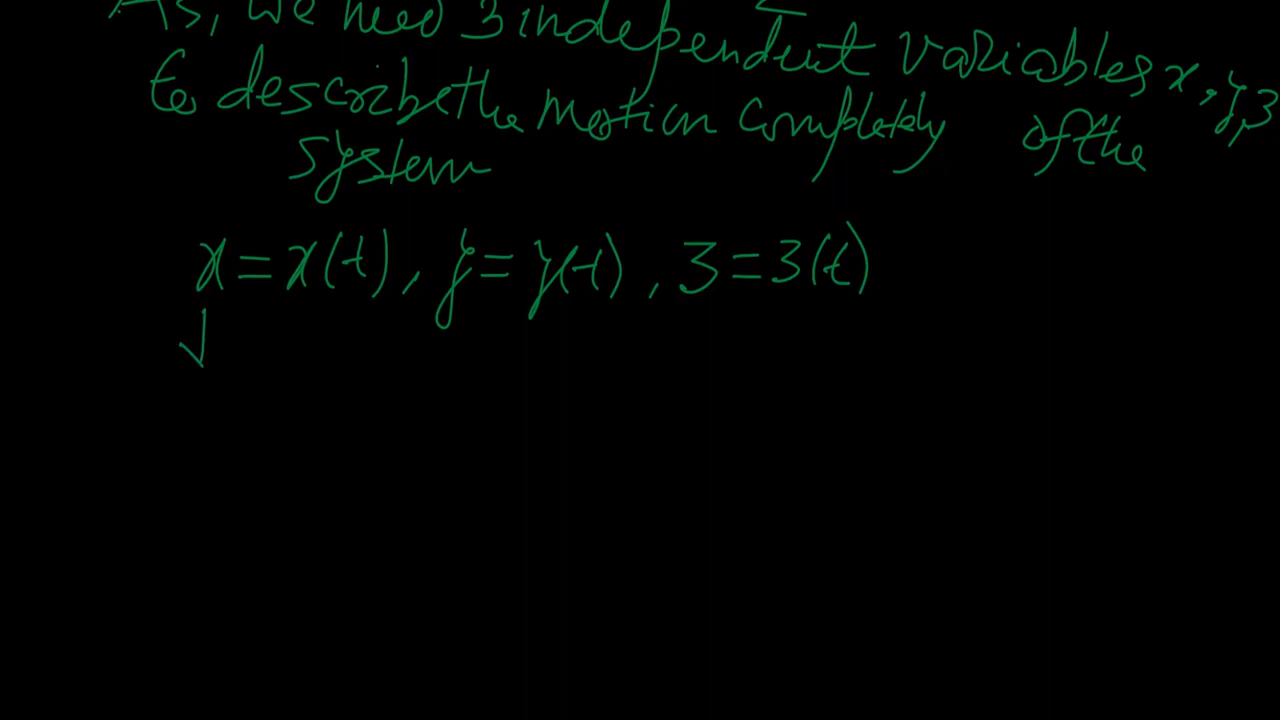 As, we need 3 independent variables x, y, z
to describe the motion completely of the
system
x = x(t), y = y(t), z = z(t)
√